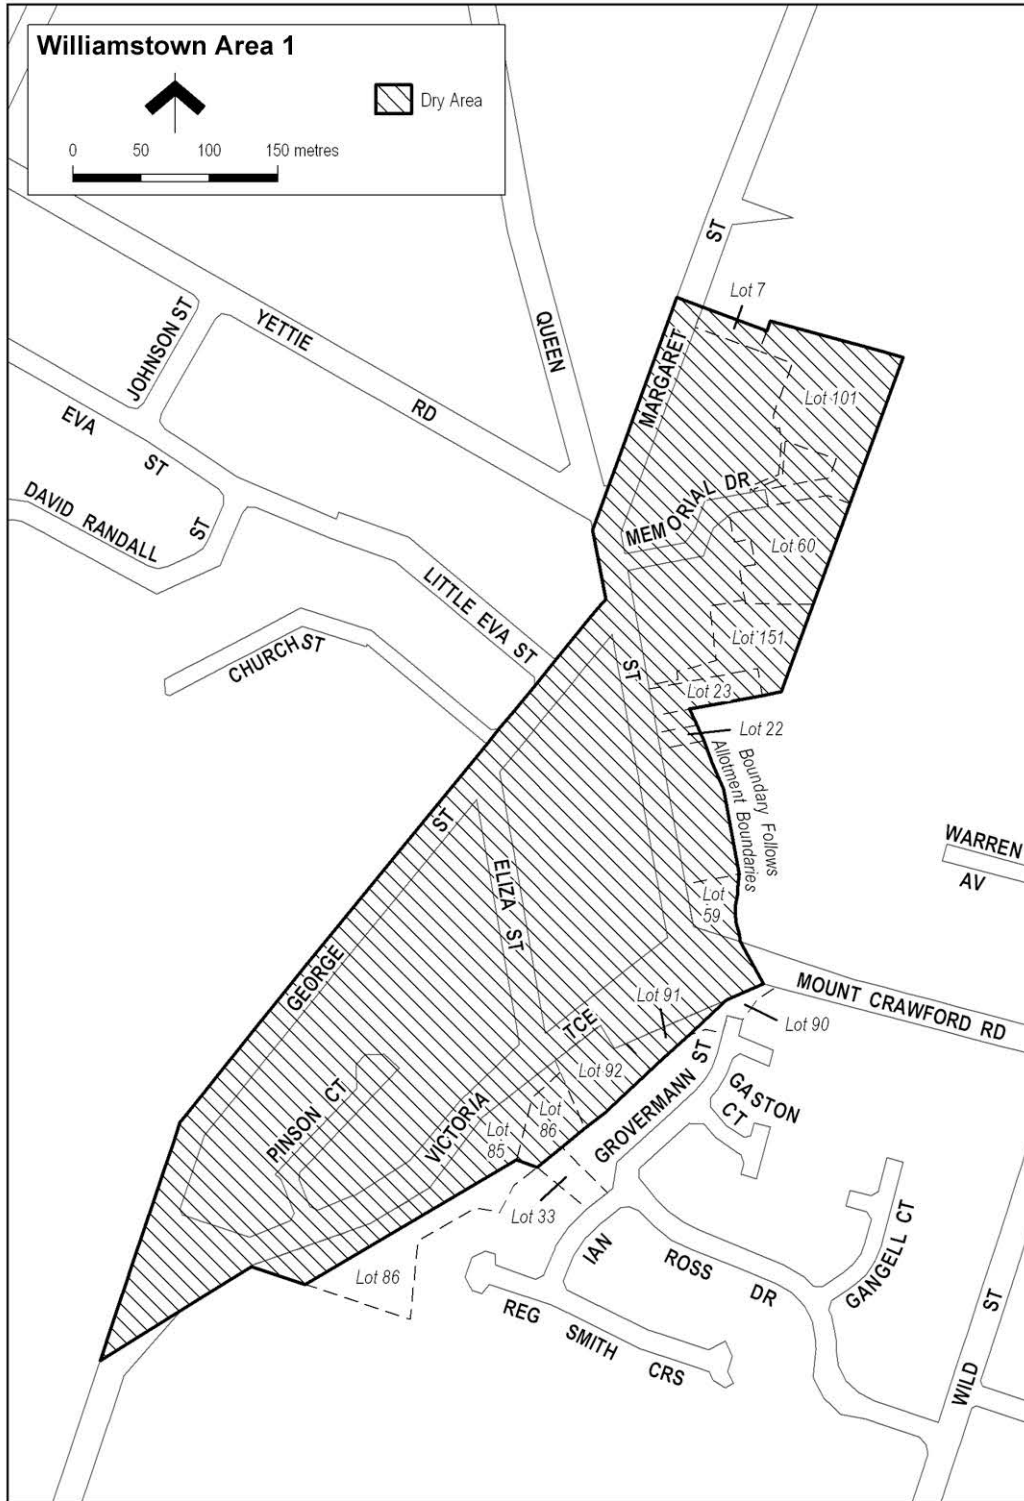 Williamstown Area 1
Dry Area
0 50 100 150 metres
ST
Lot 7
JOHNSON ST
YETTIE
QUEEN
MARGARET
RD
Lot 101
EVA
ST
DAVID RANDALL
ST
MEMORIAL DR
Lot 60
LITTLE EVA ST
CHURCH ST
ST
Lot 151
Lot 23
Lot 22
Boundary Follows
Allotment Boundaries
ST
WARREN
AV
ELIZA ST
Lot
59
GEORGE
MOUNT CRAWFORD RD
Lot 91
TCE
Lot 90
Lot 92
GROVERMANN ST
GASTON
CT
PINSON CT
VICTORIA
Lot
86
Lot
85
Lot 33
IAN
ROSS
DR
GANGELL CT
Lot 86
REG
SMITH
CRS
WILD
ST